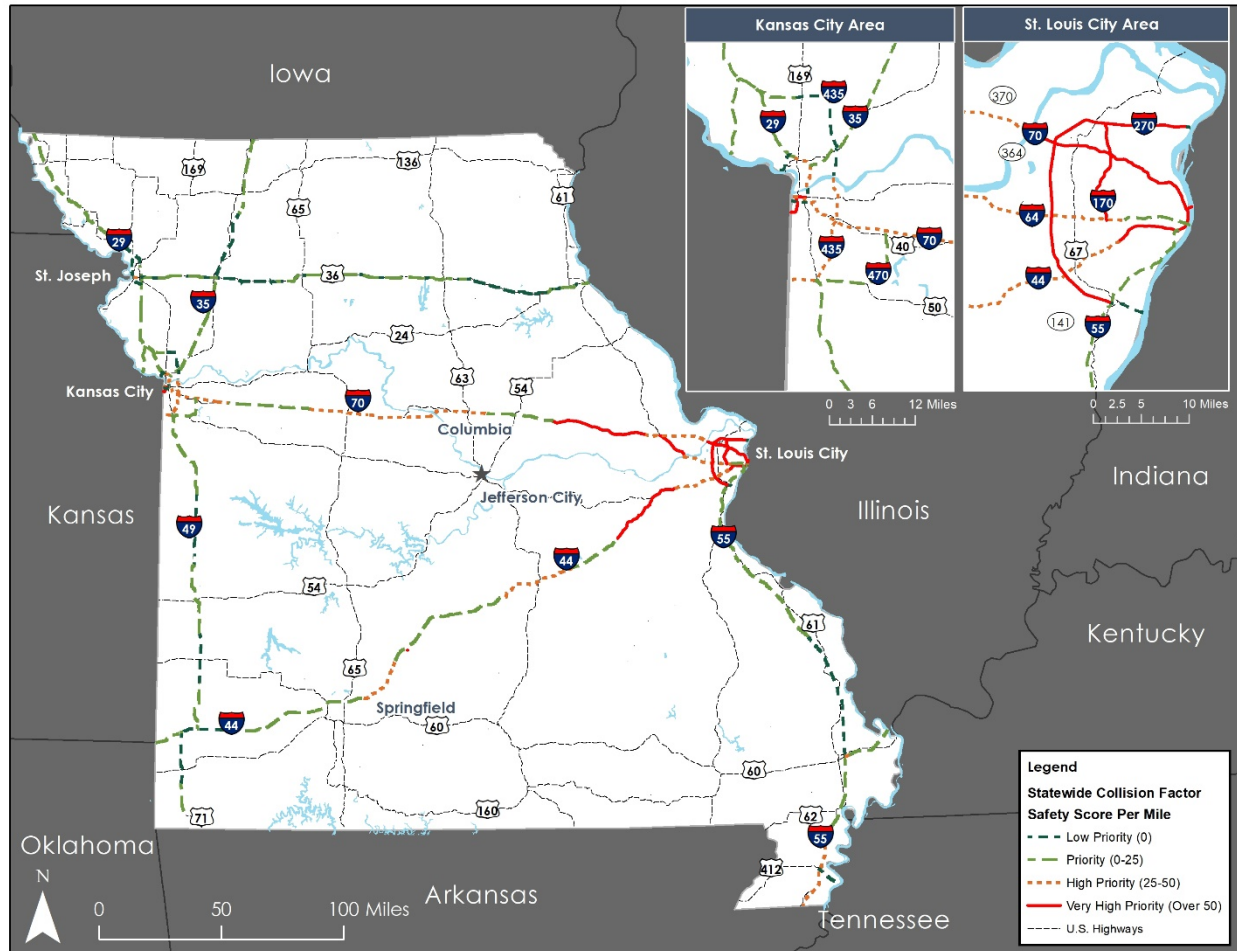 Iowa
Kansas City Area
St. Louis City Area
169
435
29
35
435
40
70
470
50
0 3 6 12 Miles
370
70
270
364
64
170
67
44
141
55
0 2.5 5 10 Miles
169
136
65
61
29
St. Joseph
36
35
24
Kansas City
63
54
70
Columbia
St. Louis City
Jefferson City
Indiana
Kansas
Illinois
49
55
44
54
61
Kentucky
65
Springfield
44
60
60
71
160
62
55
Oklahoma
412
Arkansas
Tennessee
N
0 50 100 Miles
Legend
Statewide Collision Factor
Safety Score Per Mile
Low Priority (0)
Priority (0-25)
High Priority (25-50)
Very High Priority (Over 50)
U.S. Highways